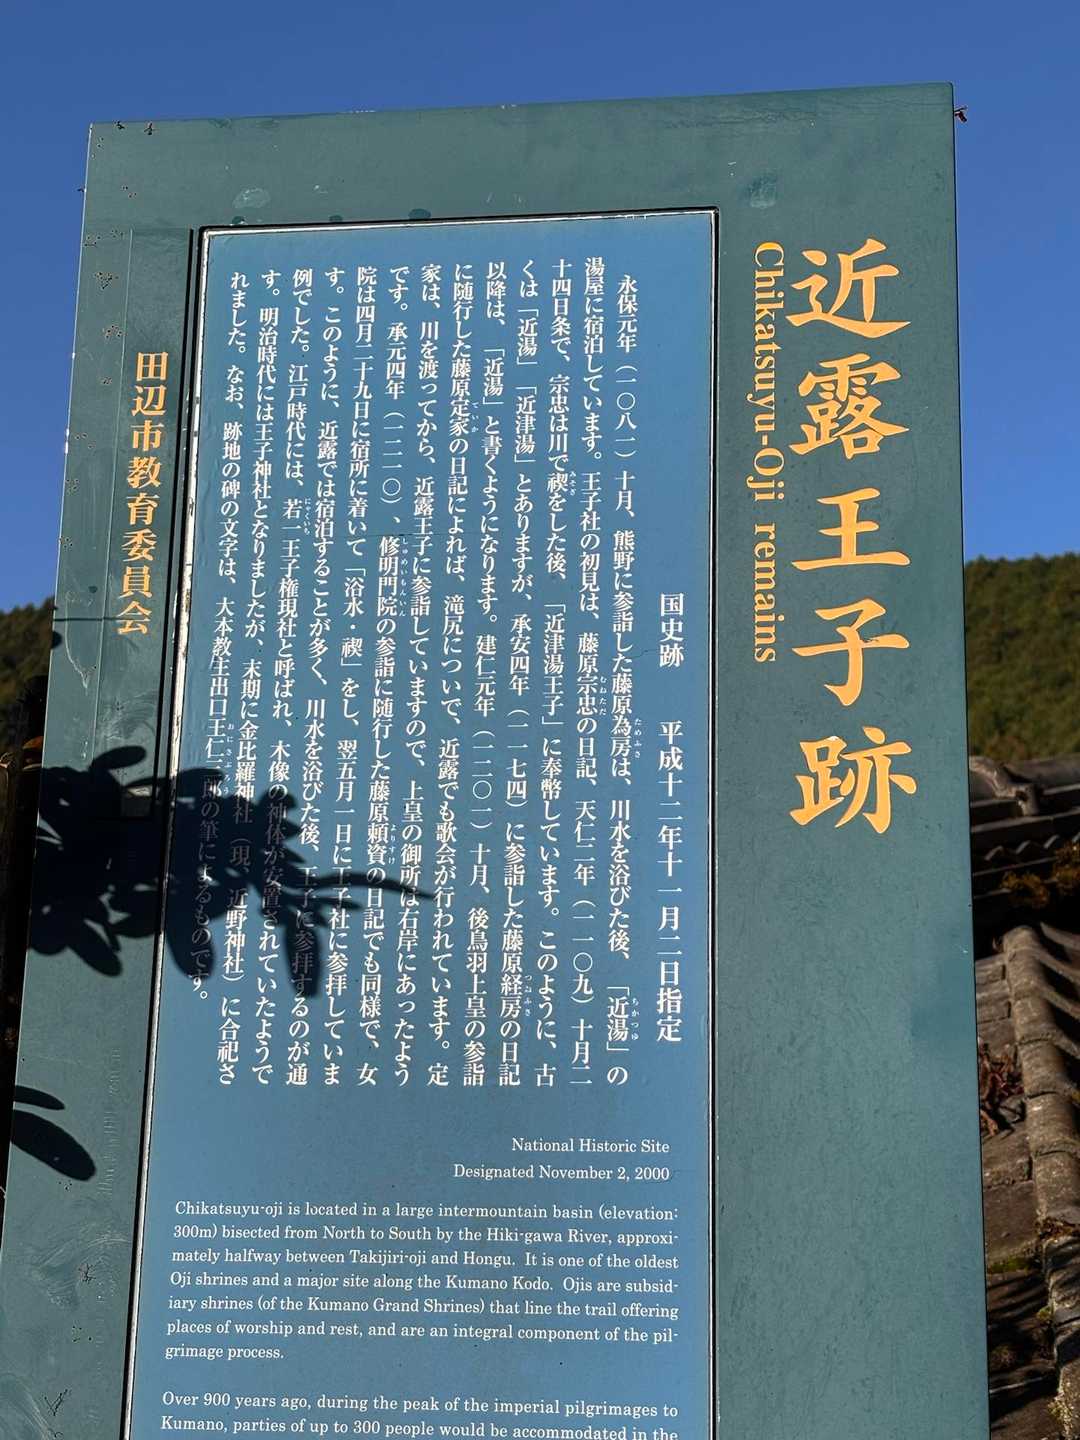 近露王子跡
Chikatsuyu-Oji remains
国史跡　平成十二年十一月二日指定
永保元年（一〇八一）十月、熊野に参詣した藤原為房は、川水を浴びた後、「近湯」の
湯屋に宿泊しています。王子社の初見は、藤原宗忠の日記、天仁二年（一一〇九）十月二
十四日条で、宗忠は川で禊をした後、「近津湯王子」に奉幣しています。このように、古
くは「近湯」「近津湯」とありますが、承安四年（一一七四）に参詣した藤原経房の日記
以降は、「近湯」と書くようになります。建仁元年（一二〇一）十月、後鳥羽上皇の参詣
に随行した藤原定家の日記によれば、滝尻について、近露でも歌会が行われています。定
家は、川を渡ってから、近露王子に参詣していますので、上皇の御所は右岸にあったよう
です。承元四年（一二一〇）、修明門院の参詣に随行した藤原頼資の日記でも同様で、女
院は四月二十九日に宿所に着いて「浴水・禊」をし、翌五月一日に王子社に参拝していま
す。このように、近露では宿泊することが多く、川水を浴びた後、王子に参拝するのが通
例でした。江戸時代には、若一王子権現社と呼ばれ、木像の神体が安置されていたようで
す。明治時代には王子神社となりましたが、末期に金比羅神社（現、近野神社）に合祀さ
れました。なお、跡地の碑の文字は、大本教主出口王仁三郎の筆によるものです。
田辺市教育委員会
National Historic Site
Designated November 2, 2000
Chikatsuyu-oji is located in a large intermountain basin (elevation:
300m) bisected from North to South by the Hiki-gawa River, approxi-
mately halfway between Takijiri-oji and Hongu. It is one of the oldest
Oji shrines and a major site along the Kumano Kodo. Ojis are subsid-
iary shrines (of the Kumano Grand Shrines) that line the trail offering
places of worship and rest, and are an integral component of the pil-
grimage process.
Over 900 years ago, during the peak of the imperial pilgrimages to
Kumano, parties of up to 300 people would be accommodated in the